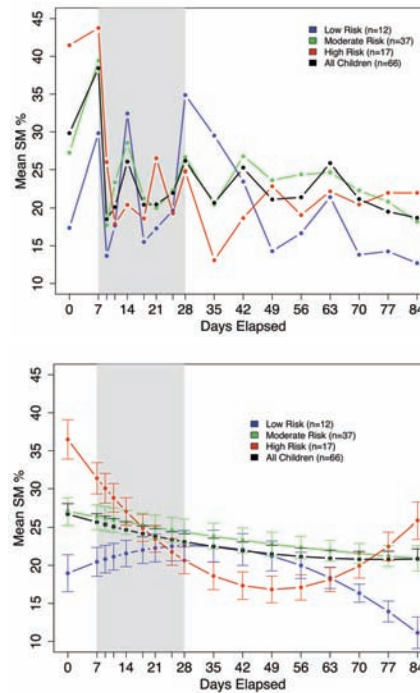 45
40
35
30
25
20
15
10
Mean SM %
Low Risk (n=12)
Moderate Risk (n=37)
High Risk (n=17)
All Children (n=66)
0 7 14 21 28 35 42 49 56 63 70 77 84
Days Elapsed
45
40
35
30
25
20
15
10
Mean SM %
Low Risk (n=12)
Moderate Risk (n=37)
High Risk (n=17)
All Children (n=66)
0 7 14 21 28 35 42 49 56 63 70 77 84
Days Elapsed